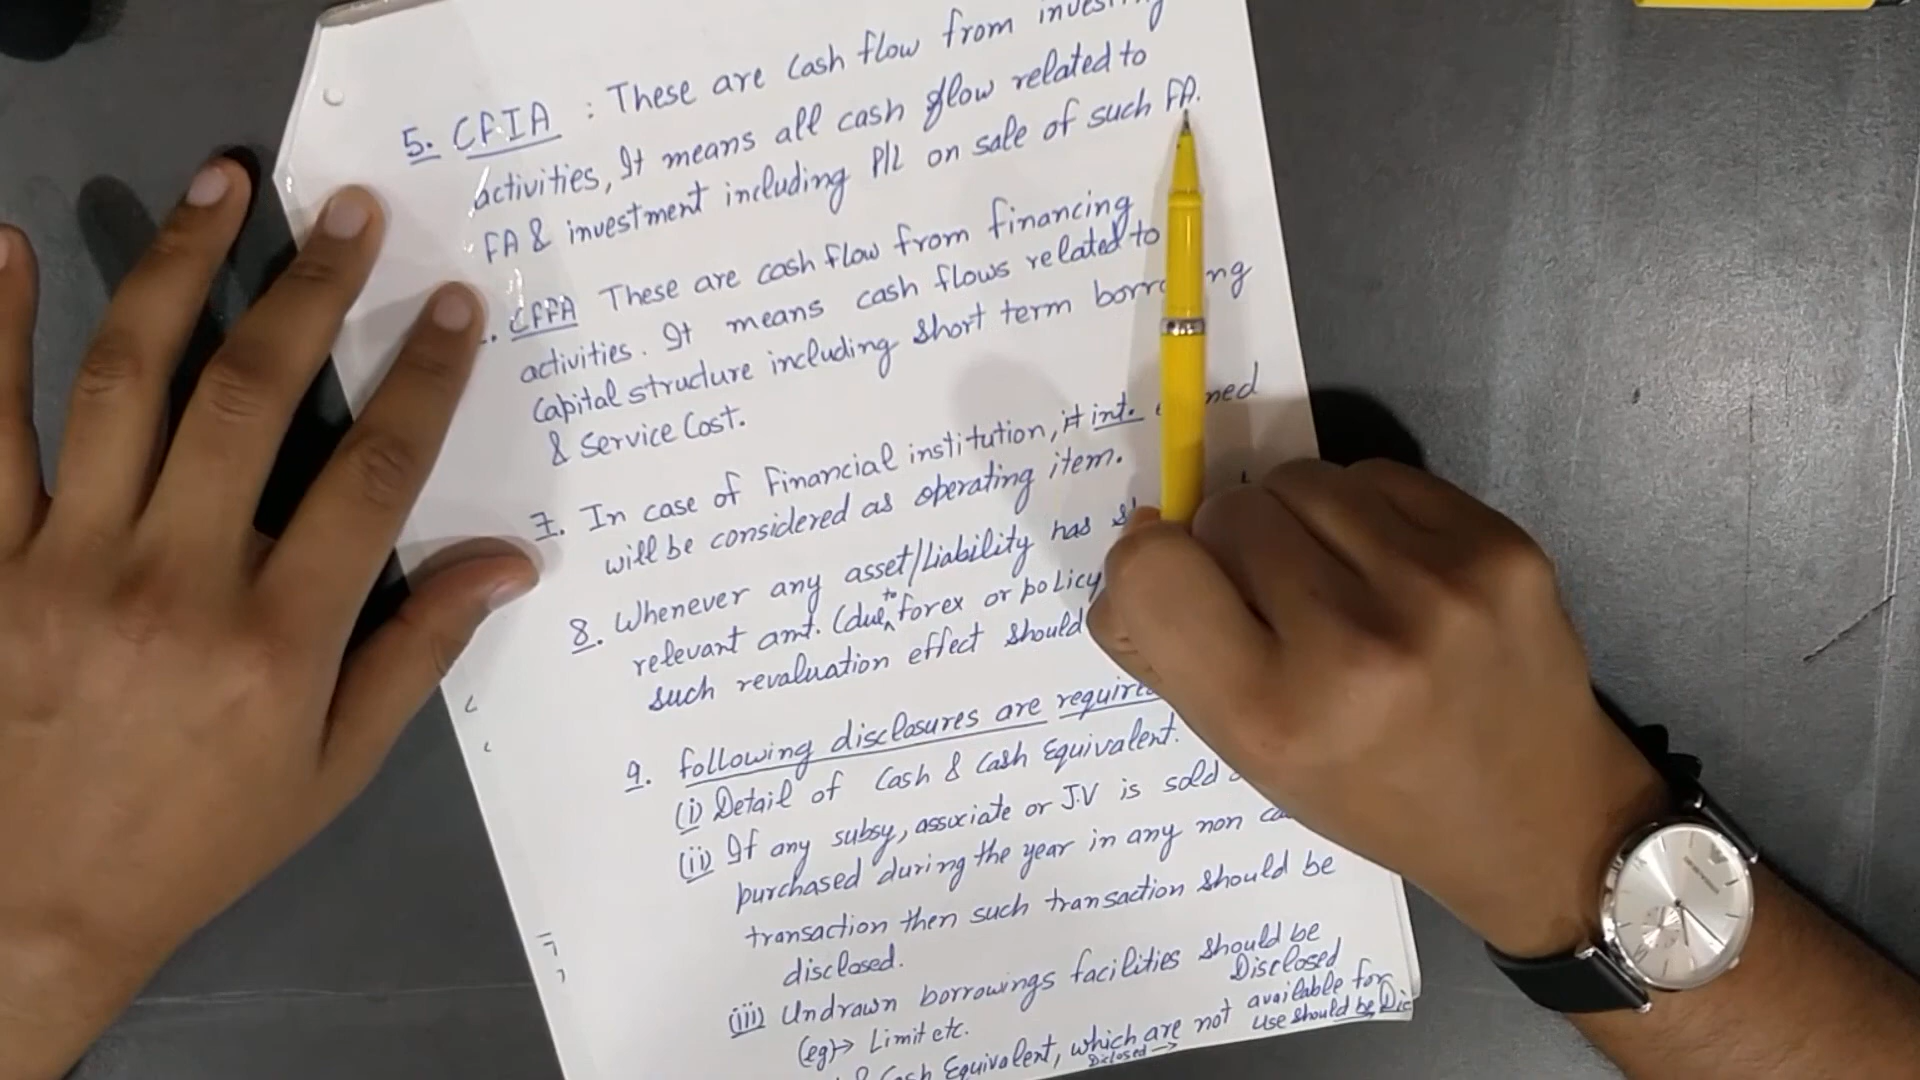 5. CFIA : These are Cash flow from
activities, It means all cash flow related to
FA & investment including P/L on sale of such FA.
. CFFA These are cash flow from financing
activities. It means cash flows related to
Capital structure including short term
& Service Cost.
7. In case of Financial institution, int.
will be considered as operating item.
8. Whenever any asset/Liability has
relevant amt. (due to forex or policy
such revaluation effect should
9. following disclosures are
(i) Detail of Cash & Cash Equivalent.
(ii) If any subsy, associate or J.V is sold
purchased during the year in any non
transaction then such transaction should be
disclosed.
(iii) Undrawn borrowings facilities should be
Disclosed
(eg)→ Limit etc.
& Cash Equivalent, which are not available for
Disclosed → Use should be Dic